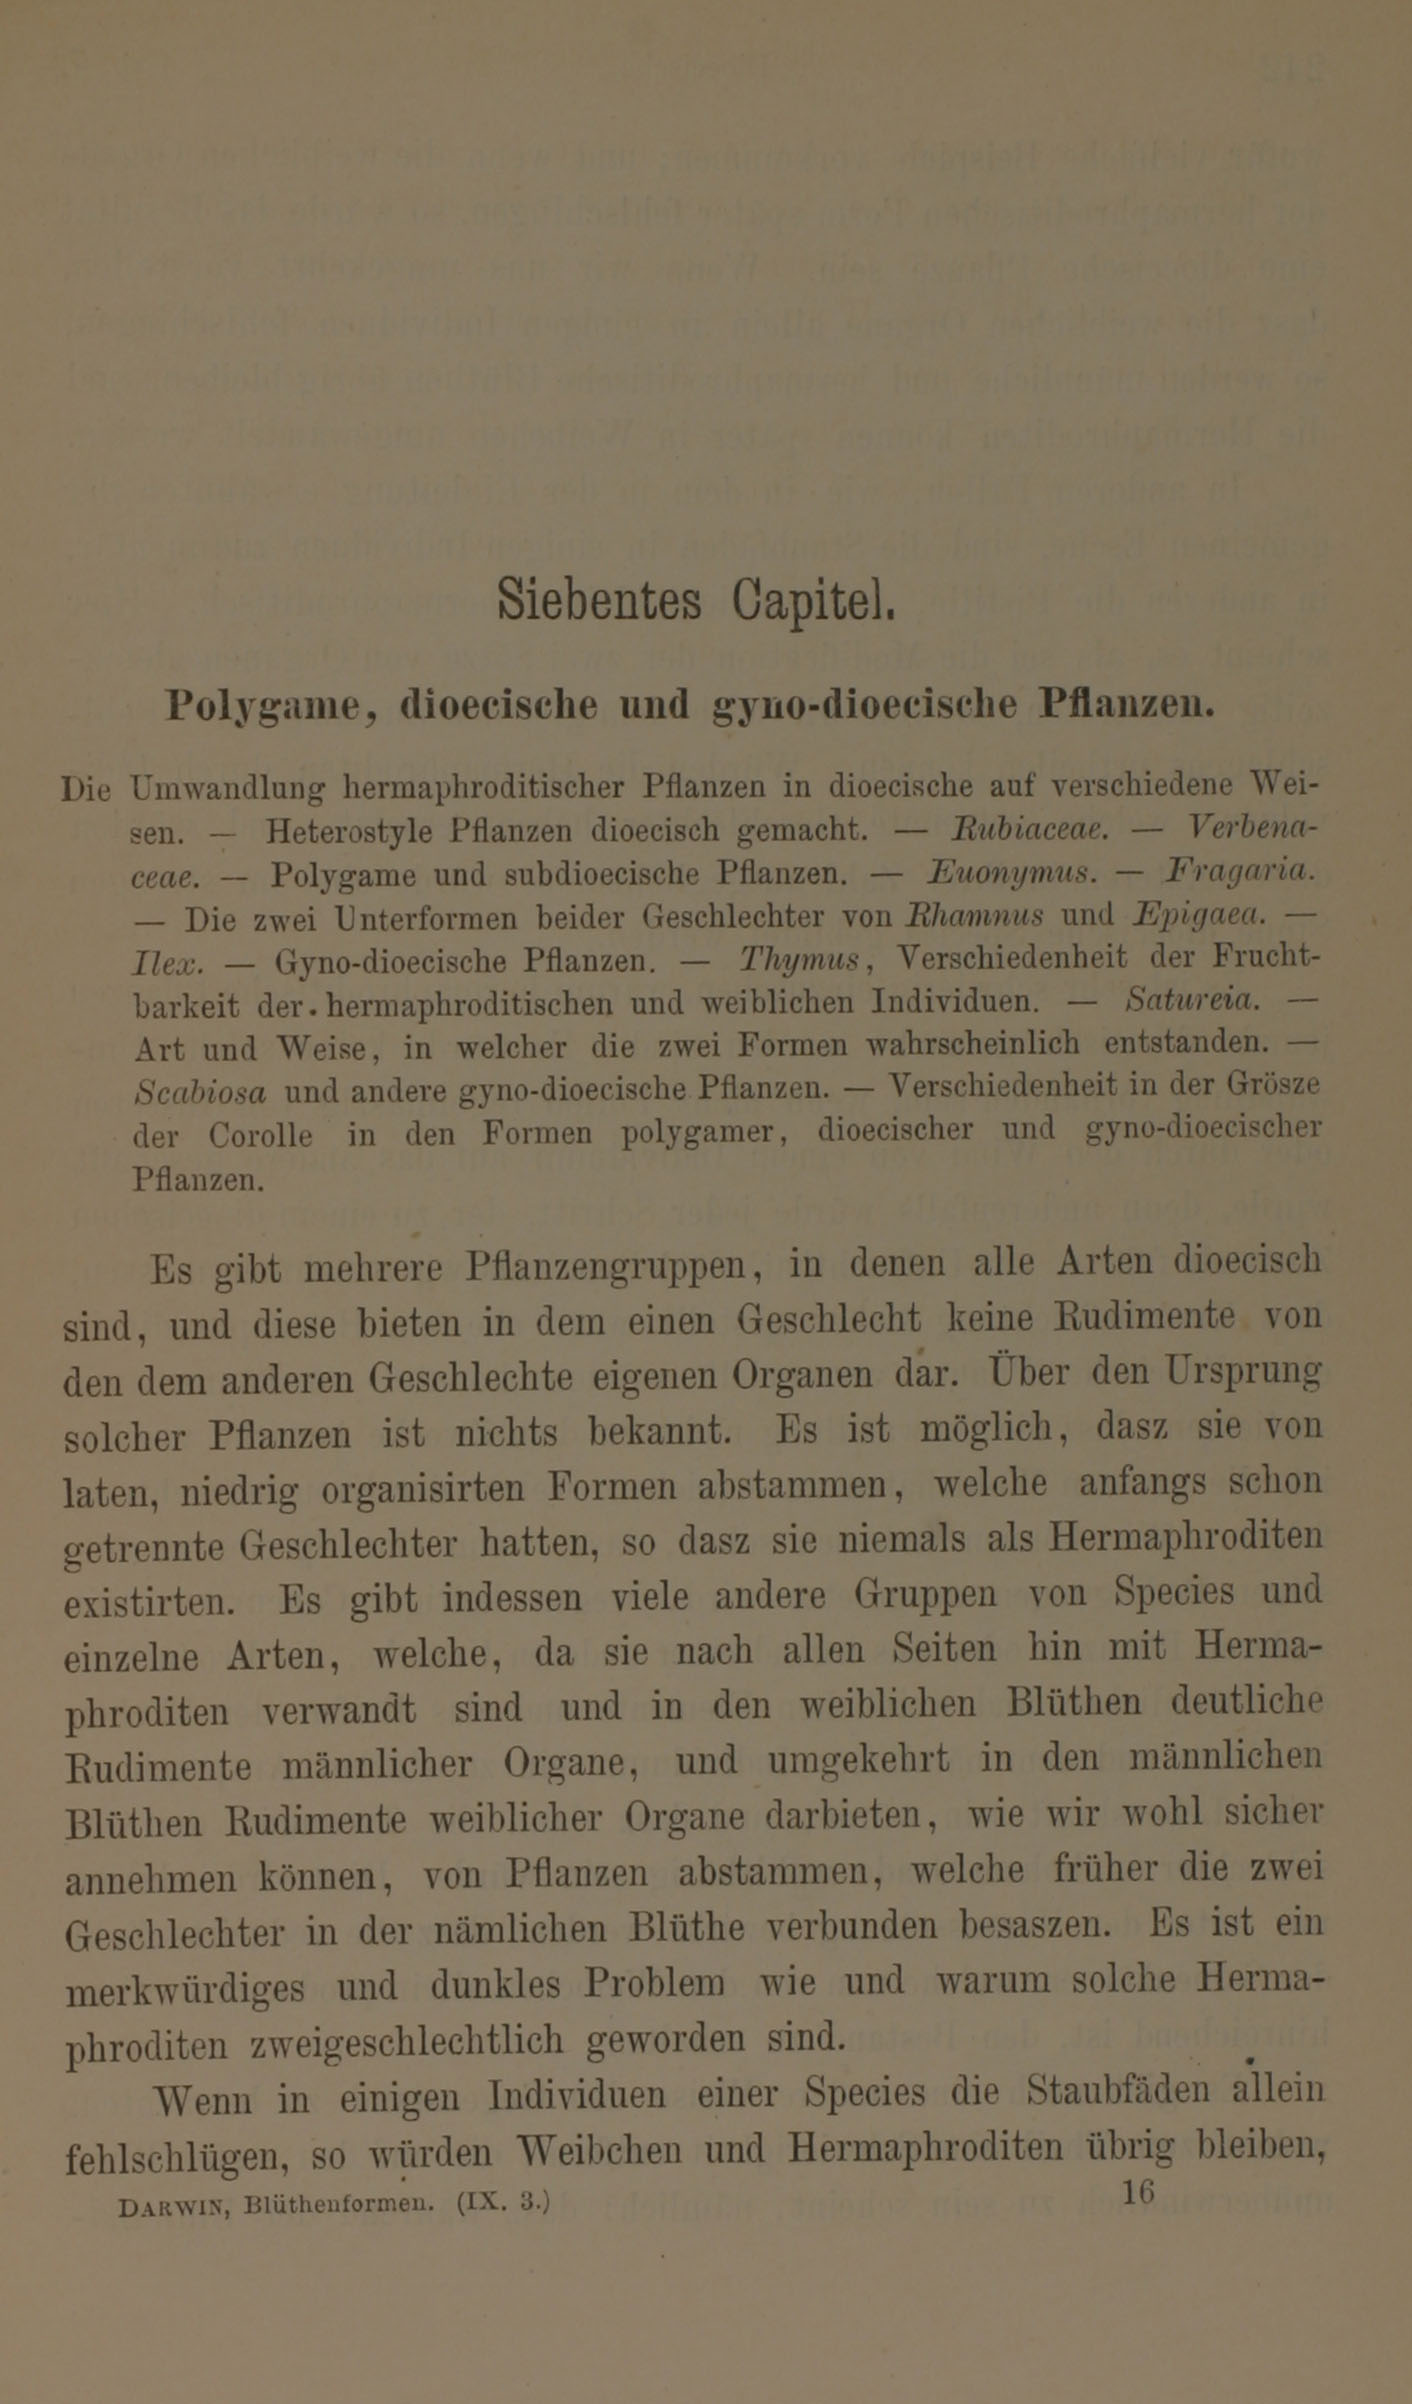 Siebentes Capitel.
Polygame, dioecische und gyno-dioecische Pflanzen.
Die Umwandlung hermaphroditischer Pflanzen in dioecische auf verschiedene Wei-
sen. — Heterostyle Pflanzen dioecisch gemacht. — Rubiaceae. — Verbena-
ceae. — Polygame und subdioecische Pflanzen. — Euonymus. — Fragaria.
— Die zwei Unterformen beider Geschlechter von Rhamnus und Epigaea. —
Ilex. — Gyno-dioecische Pflanzen. — Thymus, Verschiedenheit der Frucht-
barkeit der hermaphroditischen und weiblichen Individuen. — Satureia. —
Art und Weise, in welcher die zwei Formen wahrscheinlich entstanden. —
Scabiosa und andere gyno-dioecische Pflanzen. — Verschiedenheit in der Grösze
der Corolle in den Formen polygamer, dioecischer und gyno-dioecischer
Pflanzen.
Es gibt mehrere Pflanzengruppen, in denen alle Arten dioecisch
sind, und diese bieten in dem einen Geschlecht keine Rudimente von
den dem anderen Geschlechte eigenen Organen dar. Über den Ursprung
solcher Pflanzen ist nichts bekannt. Es ist möglich, dasz sie von
laten, niedrig organisirten Formen abstammen, welche anfangs schon
getrennte Geschlechter hatten, so dasz sie niemals als Hermaphroditen
existirten. Es gibt indessen viele andere Gruppen von Species und
einzelne Arten, welche, da sie nach allen Seiten hin mit Herma-
phroditen verwandt sind und in den weiblichen Blüthen deutliche
Rudimente männlicher Organe, und umgekehrt in den männlichen
Blüthen Rudimente weiblicher Organe darbieten, wie wir wohl sicher
annehmen können, von Pflanzen abstammen, welche früher die zwei
Geschlechter in der nämlichen Blüthe verbunden besaszen. Es ist ein
merkwürdiges und dunkles Problem wie und warum solche Herma-
phroditen zweigeschlechtlich geworden sind.
Wenn in einigen Individuen einer Species die Staubfäden allein
fehlschlügen, so würden Weibchen und Hermaphroditen übrig bleiben,
DARWIN, Blüthenformen. (IX. 3.) 16